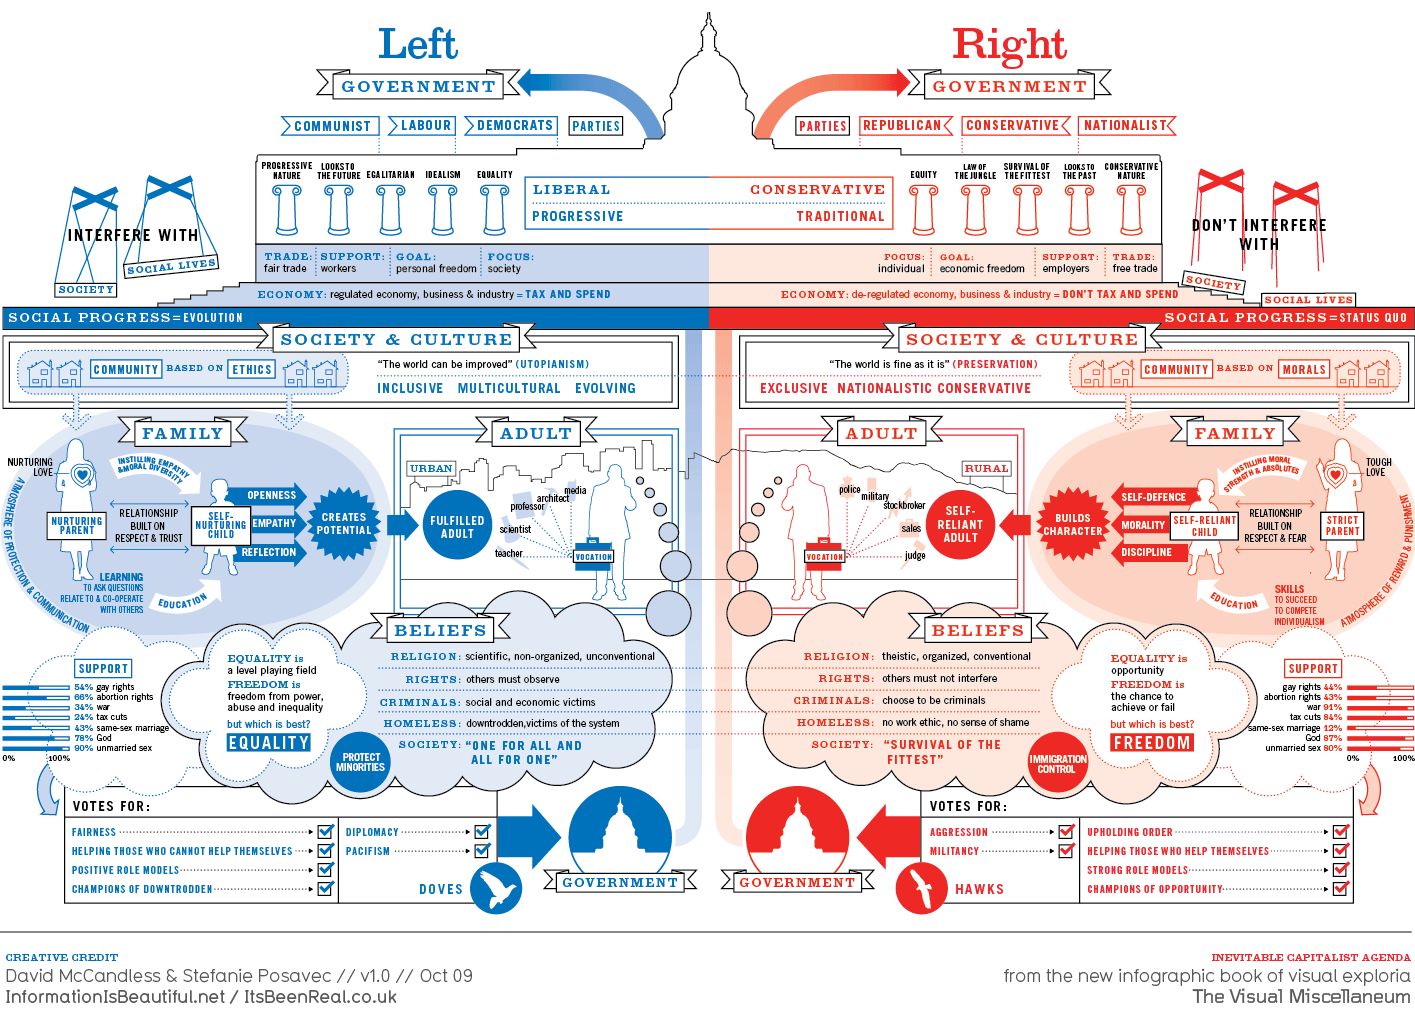 Left
GOVERNMENT
COMMUNIST
LABOUR
DEMOCRATS
PARTIES
Right
GOVERNMENT
PARTIES
REPUBLICAN
CONSERVATIVE
NATIONALIST
PROGRESSIVE
NATURE
LOOKS TO
THE FUTURE
EGALITARIAN
IDEALISM
EQUALITY
LIBERAL
CONSERVATIVE
PROGRESSIVE
TRADITIONAL
EQUITY
LAW OF
THE JUNGLE
SURVIVAL OF
THE FITTEST
LOOKS TO
THE PAST
CONSERVATIVE
NATURE
INTERFERE WITH
SOCIETY
SOCIAL LIVES
DON'T INTERFERE
WITH
SOCIETY
SOCIAL LIVES
TRADE:
fair trade
SUPPORT:
workers
GOAL:
personal freedom
FOCUS:
society
FOCUS:
individual
GOAL:
economic freedom
SUPPORT:
employers
TRADE:
free trade
ECONOMY: regulated economy, business & industry = TAX AND SPEND
ECONOMY: de-regulated economy, business & industry = DON'T TAX AND SPEND
SOCIAL PROGRESS=EVOLUTION
SOCIAL PROGRESS=STATUS QUO
SOCIETY & CULTURE
COMMUNITY BASED ON ETHICS
"The world can be improved" (UTOPIANISM)
INCLUSIVE MULTICULTURAL EVOLVING
SOCIETY & CULTURE
"The world is fine as it is" (PRESERVATION)
EXCLUSIVE NATIONALISTIC CONSERVATIVE
COMMUNITY BASED ON MORALS
FAMILY
NURTURING
LOVE
INSTILLING EMPATHY
& MORAL DIVERSITY
NURTURING
PARENT
RELATIONSHIP
BUILT ON
RESPECT & TRUST
SELF-
NURTURING
CHILD
OPENNESS
EMPATHY
REFLECTION
CREATES
POTENTIAL
LEARNING
TO ASK QUESTIONS
RELATE TO & CO-OPERATE
WITH OTHERS
EDUCATION
ATMOSPHERE OF PROTECTION & COMMUNICATION
ADULT
URBAN
FULFILLED
ADULT
media
architect
professor
scientist
teacher
VOCATION
ADULT
RURAL
police
military
stockbroker
sales
judge
VOCATION
SELF-
RELIANT
ADULT
FAMILY
BUILDS
CHARACTER
SELF-DEFENCE
MORALITY
DISCIPLINE
INSTILLING MORAL
STRENGTH & ABSOLUTES
TOUGH
LOVE
SELF-RELIANT
CHILD
RELATIONSHIP
BUILT ON
RESPECT & FEAR
STRICT
PARENT
EDUCATION
SKILLS
TO SUCCEED
TO COMPETE
INDIVIDUALISM
ATMOSPHERE OF REWARD & PUNISHMENT
BELIEFS
RELIGION: scientific, non-organized, unconventional
RIGHTS: others must observe
CRIMINALS: social and economic victims
HOMELESS: downtrodden, victims of the system
SOCIETY: "ONE FOR ALL AND
ALL FOR ONE"
EQUALITY is
a level playing field
FREEDOM is
freedom from power,
abuse and inequality
but which is best?
EQUALITY
PROTECT
MINORITIES
SUPPORT
54% gay rights
66% abortion rights
34% war
24% tax cuts
43% same-sex marriage
78% God
90% unmarried sex
0% 100%
BELIEFS
RELIGION: theistic, organized, conventional
RIGHTS: others must not interfere
CRIMINALS: choose to be criminals
HOMELESS: no work ethic, no sense of shame
SOCIETY: "SURVIVAL OF THE
FITTEST"
IMMIGRATION
CONTROL
EQUALITY is
opportunity
FREEDOM is
the chance to
achieve or fail
but which is best?
FREEDOM
SUPPORT
gay rights 44%
abortion rights 43%
war 91%
tax cuts 84%
same-sex marriage 12%
God 87%
unmarried sex 80%
0% 100%
VOTES FOR:
FAIRNESS
HELPING THOSE WHO CANNOT HELP THEMSELVES
POSITIVE ROLE MODELS
CHAMPIONS OF DOWNTRODDEN
DIPLOMACY
PACIFISM
DOVES
GOVERNMENT
GOVERNMENT
HAWKS
VOTES FOR:
AGGRESSION
MILITANCY
UPHOLDING ORDER
HELPING THOSE WHO HELP THEMSELVES
STRONG ROLE MODELS
CHAMPIONS OF OPPORTUNITY
CREATIVE CREDIT
David McCandless & Stefanie Posavec // v1.0 // Oct 09
InformationIsBeautiful.net / ItsBeenReal.co.uk
INEVITABLE CAPITALIST AGENDA
from the new infographic book of visual exploria
The Visual Miscellaneum